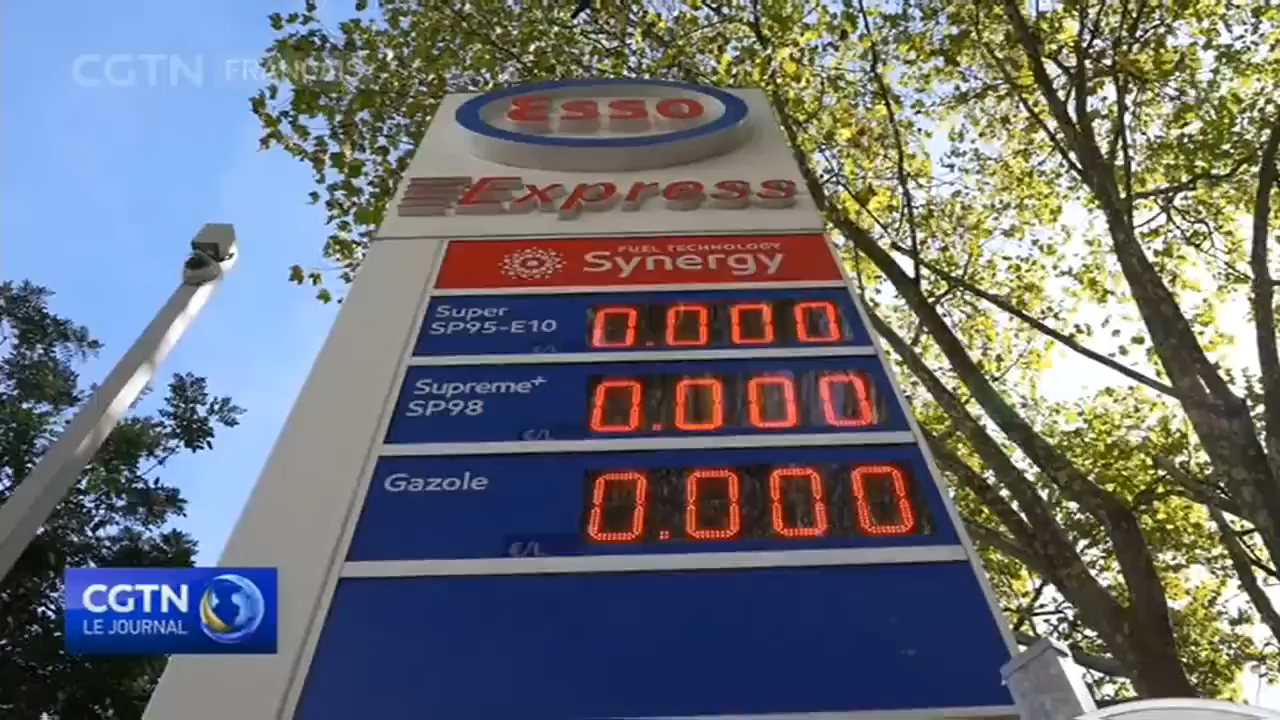 CGTN FRANÇAIS
Esso
Express
FUEL TECHNOLOGY
Synergy
Super
SP95-E10
0.000
€/L
Supreme+
SP98
0.000
€/L
Gazole
0.000
€/L
CGTN
LE JOURNAL